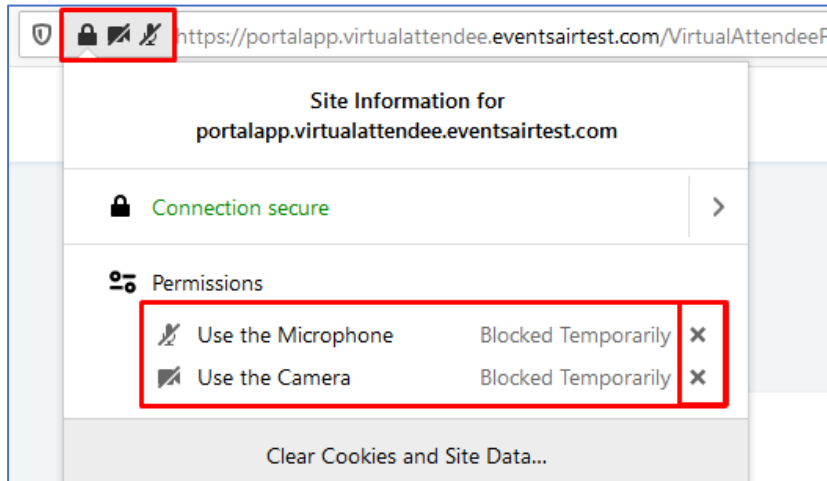 https://portalapp.virtualattendee.eventsairtest.com/VirtualAttendeeP
Site Information for
portalapp.virtualattendee.eventsairtest.com
Connection secure
Permissions
Use the Microphone Blocked Temporarily
Use the Camera Blocked Temporarily
Clear Cookies and Site Data...